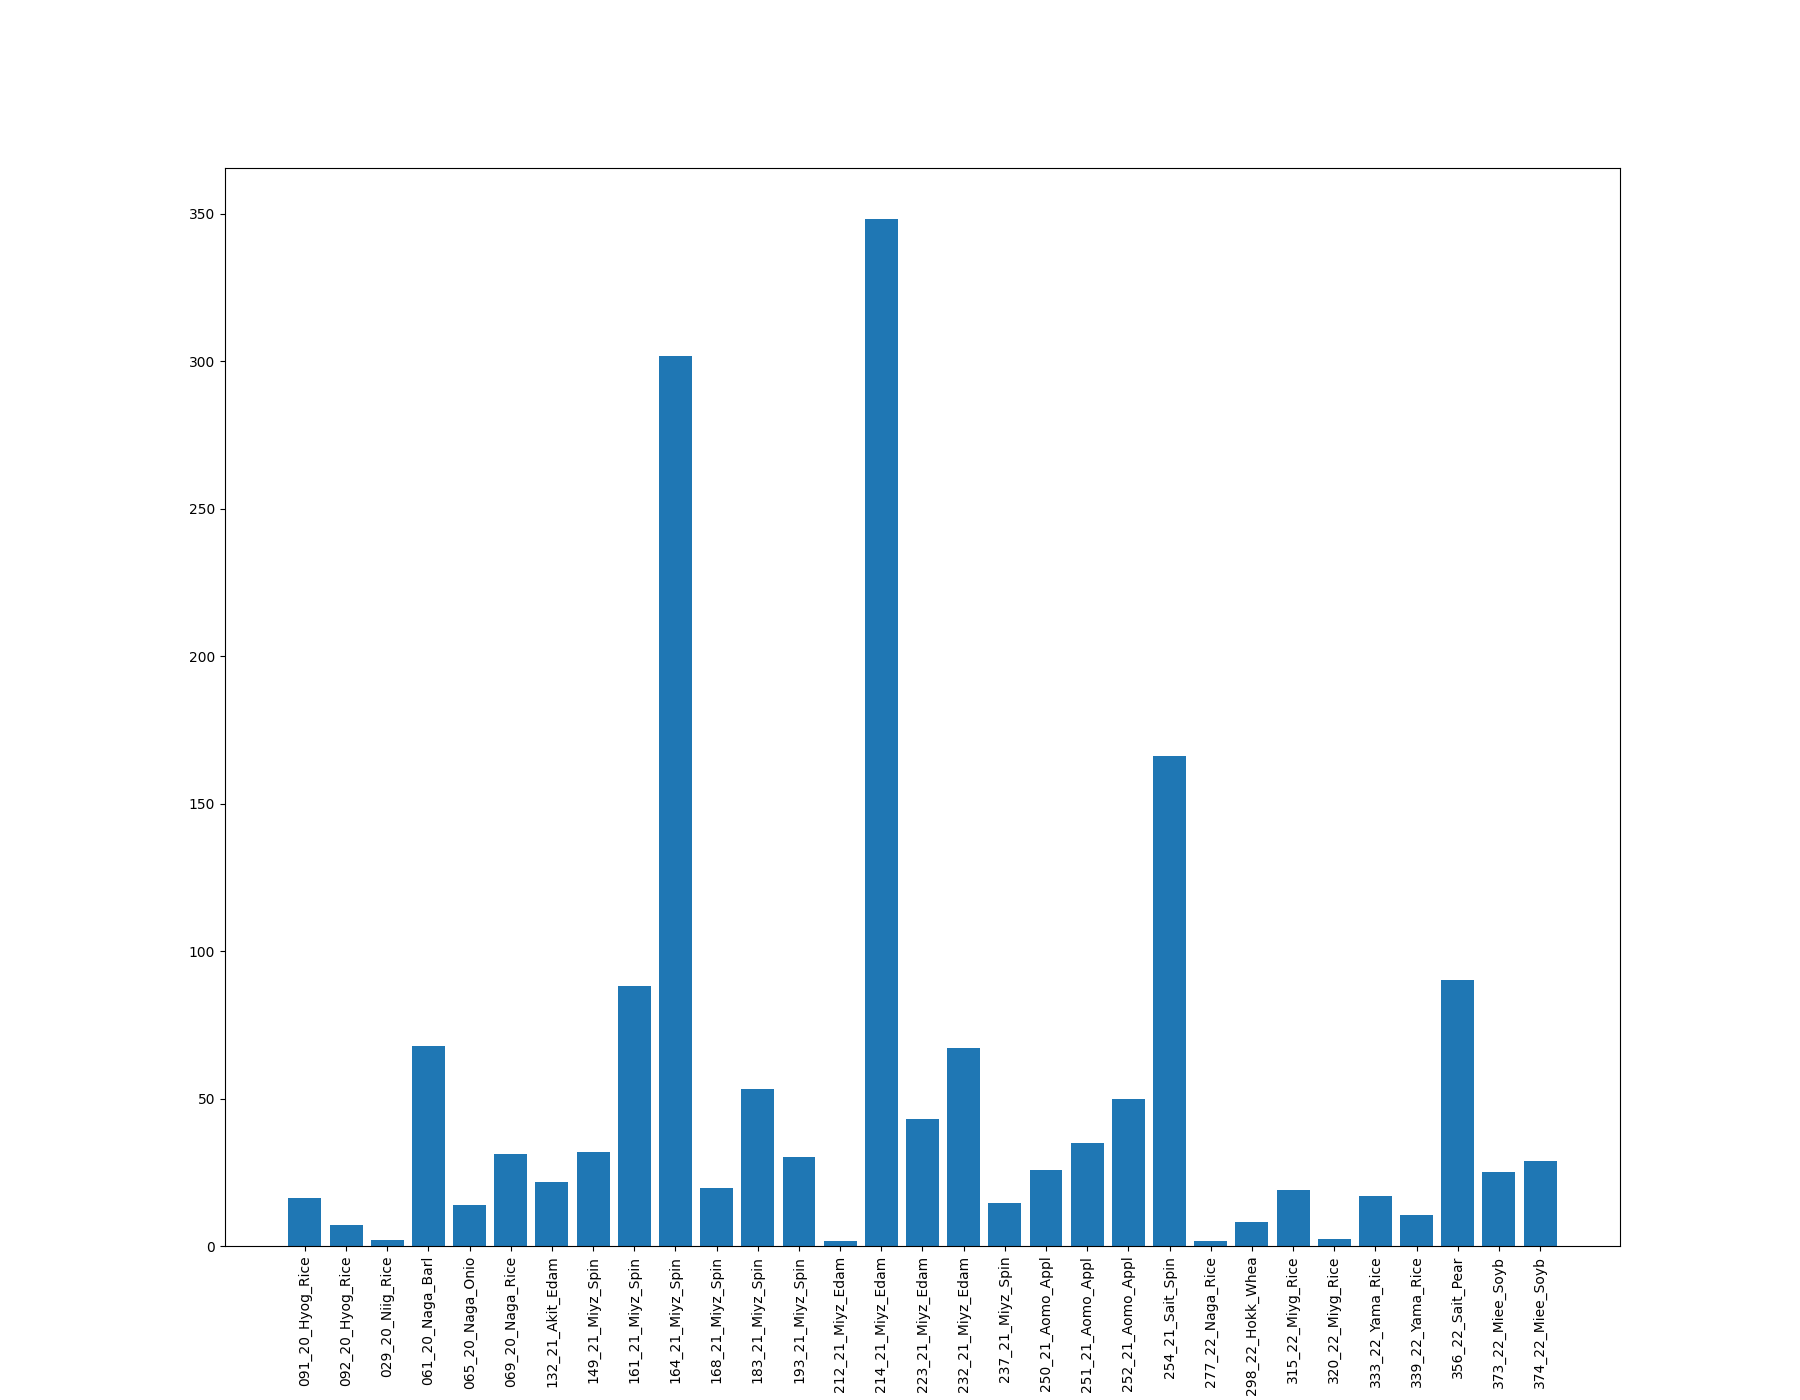 350
300
250
200
150
100
50
0
091_20_Hyog_Rice
092_20_Hyog_Rice
029_20_Niig_Rice
061_20_Naga_Barl
065_20_Naga_Onio
069_20_Naga_Rice
132_21_Akit_Edam
149_21_Miyz_Spin
161_21_Miyz_Spin
164_21_Miyz_Spin
168_21_Miyz_Spin
183_21_Miyz_Spin
193_21_Miyz_Spin
212_21_Miyz_Edam
214_21_Miyz_Edam
223_21_Miyz_Edam
232_21_Miyz_Edam
237_21_Miyz_Spin
250_21_Aomo_Appl
251_21_Aomo_Appl
252_21_Aomo_Appl
254_21_Sait_Spin
277_22_Naga_Rice
298_22_Hokk_Whea
315_22_Miyg_Rice
320_22_Miyg_Rice
333_22_Yama_Rice
339_22_Yama_Rice
356_22_Sait_Pear
373_22_Miee_Soyb
374_22_Miee_Soyb